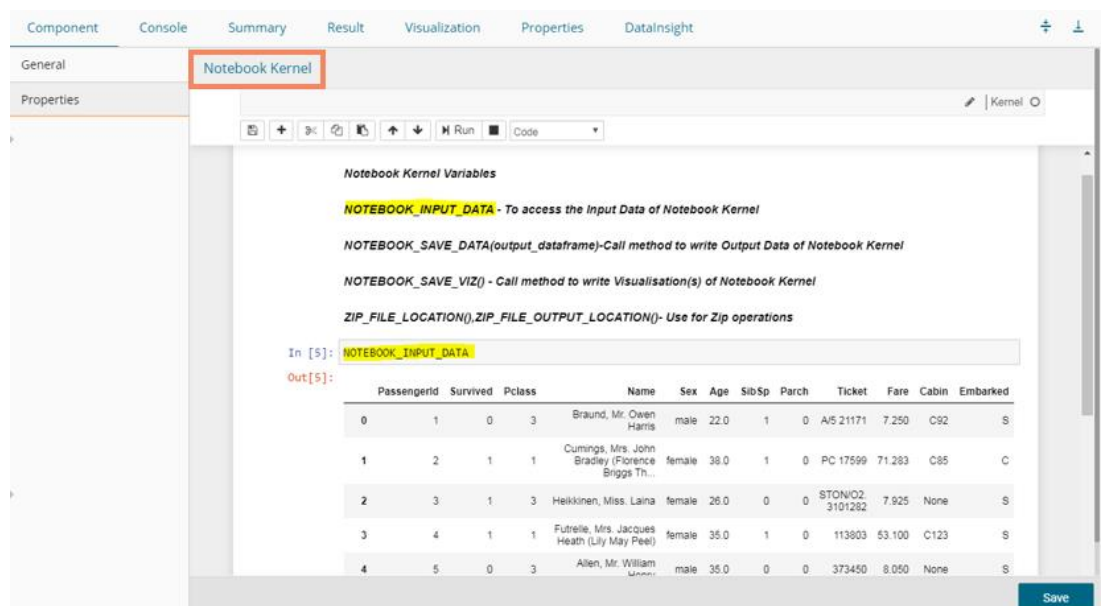 Component Console Summary Result Visualization Properties DataInsight
General
Notebook Kernel
Properties
Kernel
Run Code
Notebook Kernel Variables
NOTEBOOK_INPUT_DATA - To access the Input Data of Notebook Kernel
NOTEBOOK_SAVE_DATA(output_dataframe)-Call method to write Output Data of Notebook Kernel
NOTEBOOK_SAVE_VIZ() - Call method to write Visualisation(s) of Notebook Kernel
ZIP_FILE_LOCATION(),ZIP_FILE_OUTPUT_LOCATION()- Use for Zip operations
In [5]: NOTEBOOK_INPUT_DATA
Out[5]:
PassengerId Survived Pclass Name Sex Age SibSp Parch Ticket Fare Cabin Embarked
0 1 0 3 Braund, Mr. Owen Harris male 22.0 1 0 A/5 21171 7.250 C92 S
1 2 1 1 Cumings, Mrs. John Bradley (Florence Briggs Th... female 38.0 1 0 PC 17599 71.283 C85 C
2 3 1 3 Heikkinen, Miss. Laina female 26.0 0 0 STON/O2. 3101282 7.925 None S
3 4 1 1 Futrelle, Mrs. Jacques Heath (Lily May Peel) female 35.0 1 0 113803 53.100 C123 S
4 5 0 3 Allen, Mr. William Henry male 35.0 0 0 373450 8.050 None S
Save